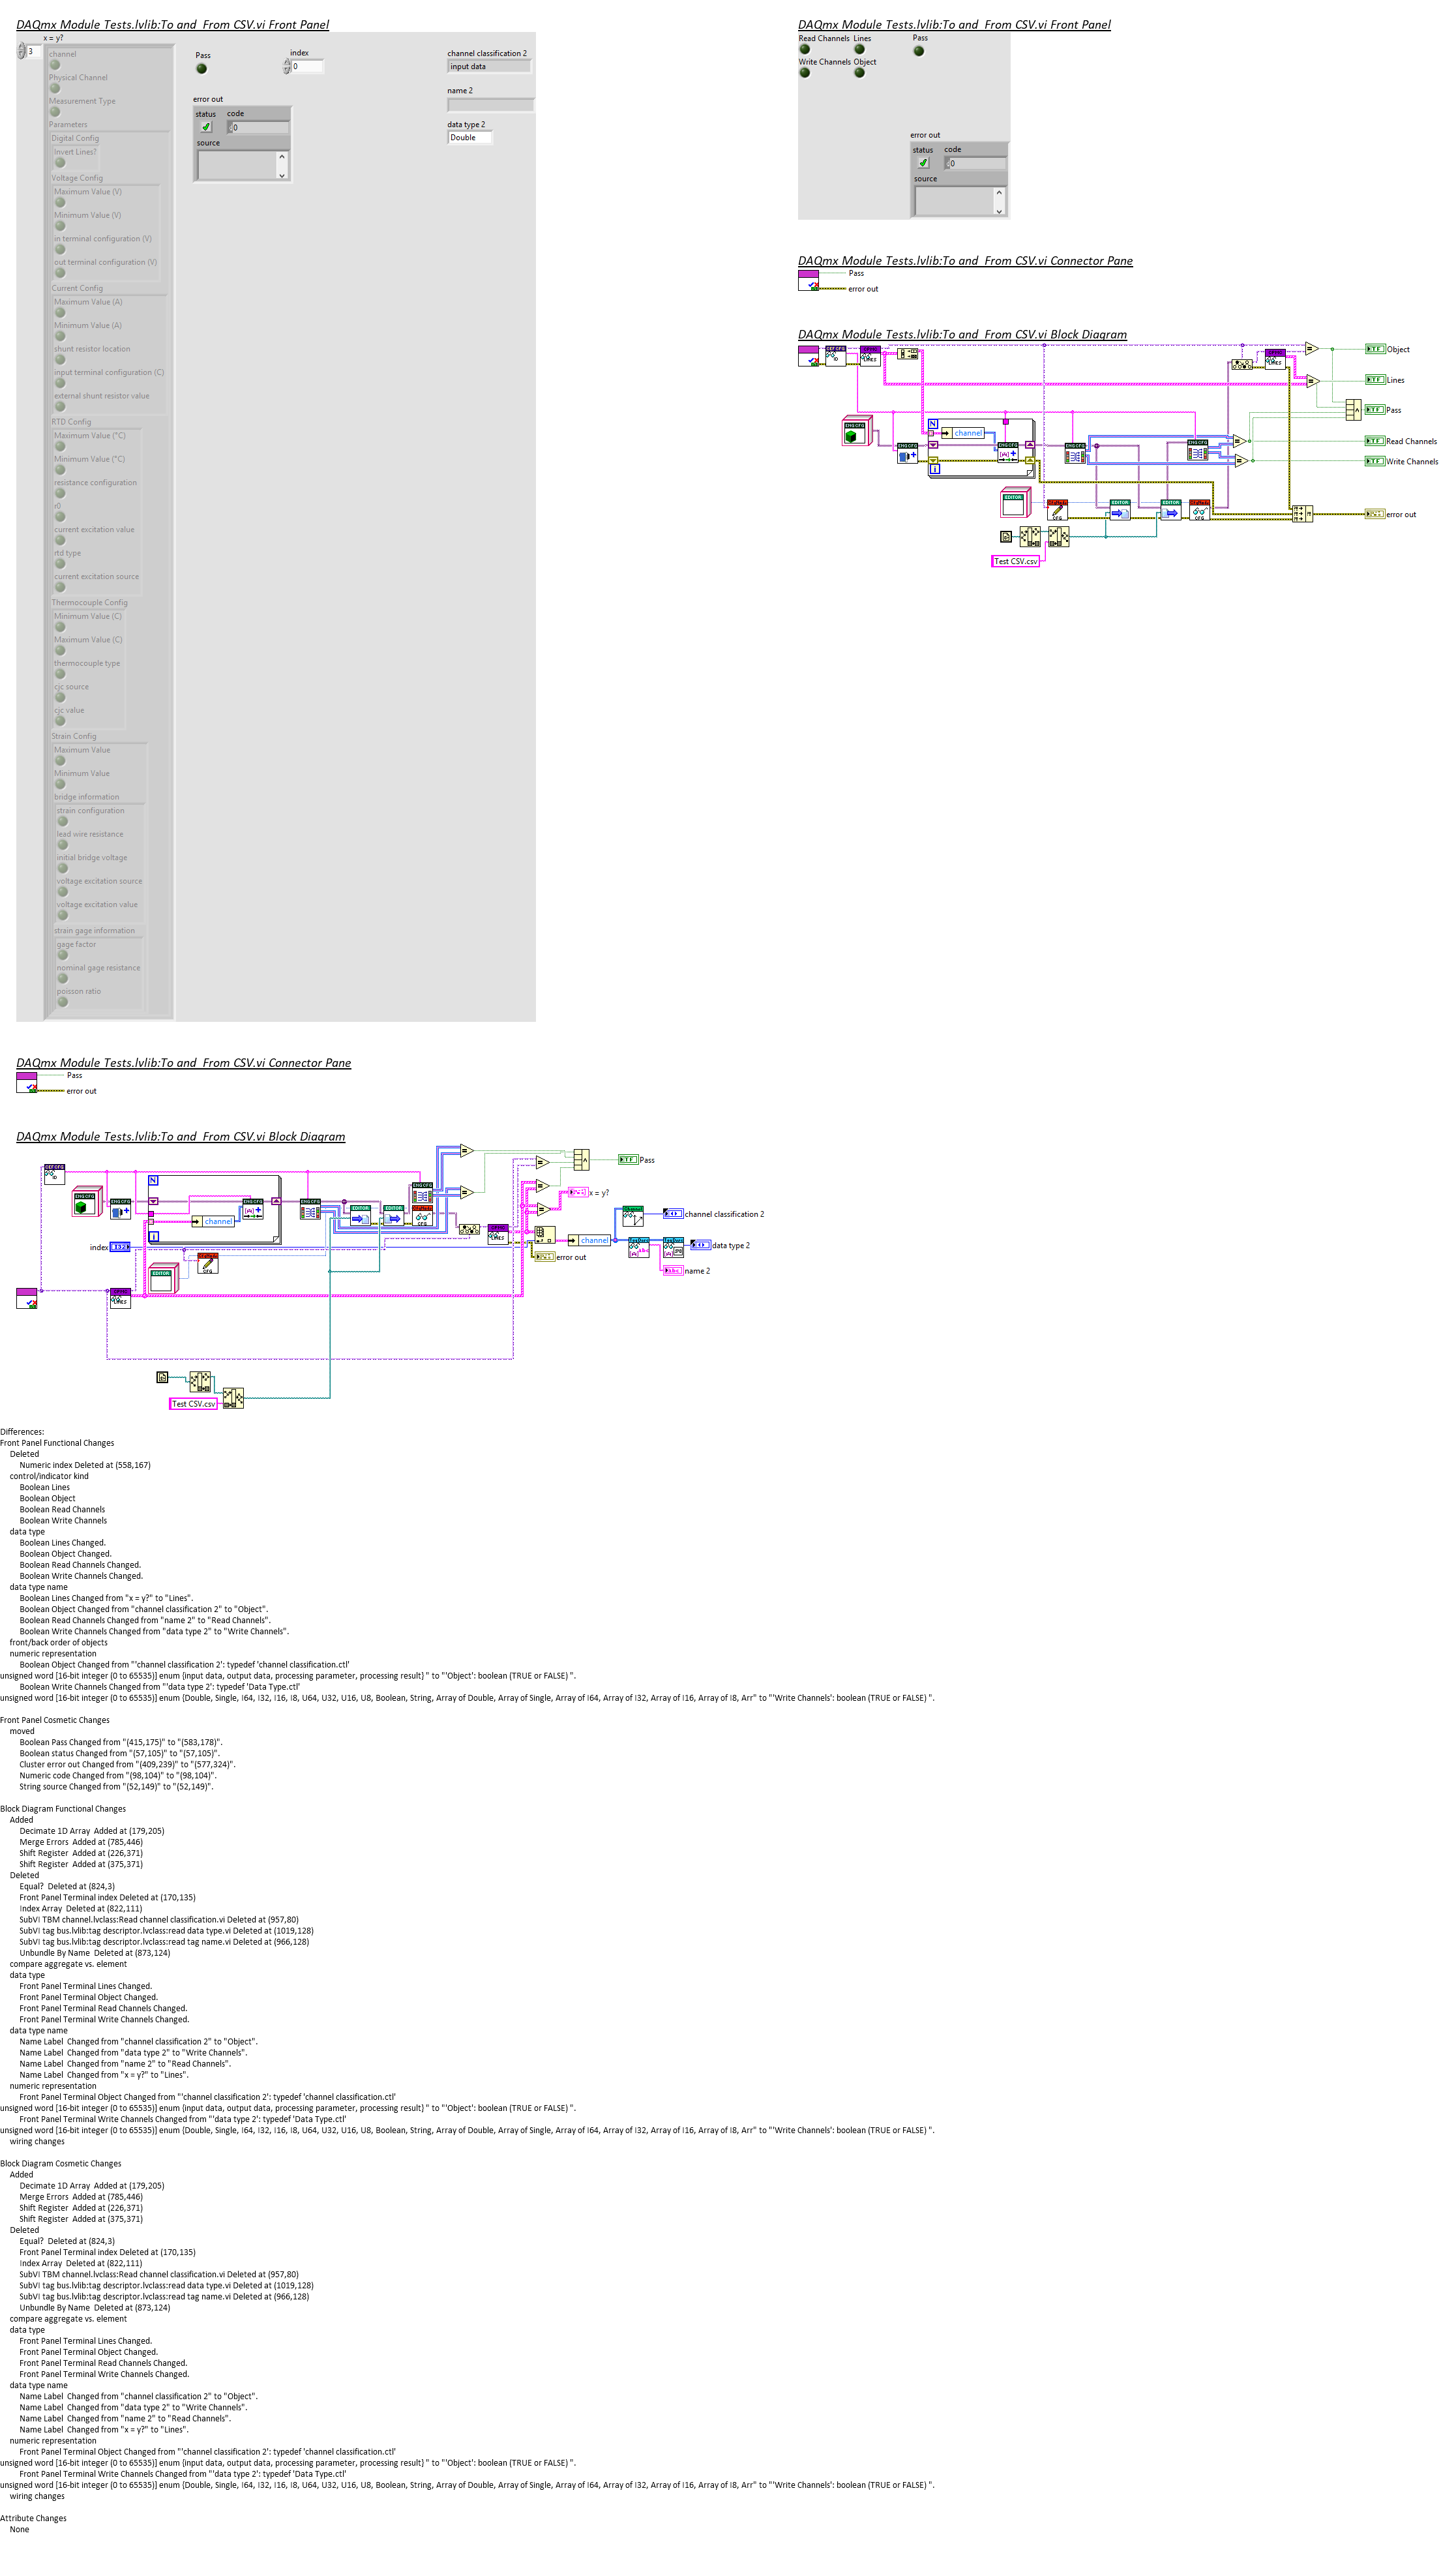 DAQmx Module Tests.lvlib:To and  From CSV.vi Front Panel
x = y?
3
channel
Physical Channel
Measurement Type
Parameters
Digital Config
Invert Lines?
Voltage Config
Maximum Value (V)
Minimum Value (V)
in terminal configuration (V)
out terminal configuration (V)
Current Config
Maximum Value (A)
Minimum Value (A)
shunt resistor location
input terminal configuration (C)
external shunt resistor value
RTD Config
Maximum Value (°C)
Minimum Value (°C)
resistance configuration
r0
current excitation value
rtd type
current excitation source
Thermocouple Config
Minimum Value (C)
Maximum Value (C)
thermocouple type
cjc source
cjc value
Strain Config
Maximum Value
Minimum Value
bridge information
strain configuration
lead wire resistance
initial bridge voltage
voltage excitation source
voltage excitation value
strain gage information
gage factor
nominal gage resistance
poisson ratio
Pass
index
0
error out
status code
0
source
channel classification 2
input data
name 2
data type 2
Double
DAQmx Module Tests.lvlib:To and  From CSV.vi Front Panel
Read Channels Lines
Pass
Write Channels Object
error out
status code
0
source
DAQmx Module Tests.lvlib:To and  From CSV.vi Connector Pane
Pass
error out
DAQmx Module Tests.lvlib:To and  From CSV.vi Block Diagram
Object
Lines
Pass
Read Channels
Write Channels
channel
error out
Test CSV.csv
DAQmx Module Tests.lvlib:To and  From CSV.vi Connector Pane
Pass
error out
DAQmx Module Tests.lvlib:To and  From CSV.vi Block Diagram
Pass
x = y?
channel
channel classification 2
channel
index
data type 2
error out
name 2
Test CSV.csv
Differences:
Front Panel Functional Changes
Deleted
Numeric index Deleted at (558,167)
control/indicator kind
Boolean Lines
Boolean Object
Boolean Read Channels
Boolean Write Channels
data type
Boolean Lines Changed.
Boolean Object Changed.
Boolean Read Channels Changed.
Boolean Write Channels Changed.
data type name
Boolean Lines Changed from "x = y?" to "Lines".
Boolean Object Changed from "channel classification 2" to "Object".
Boolean Read Channels Changed from "name 2" to "Read Channels".
Boolean Write Channels Changed from "data type 2" to "Write Channels".
front/back order of objects
numeric representation
Boolean Object Changed from "'channel classification 2': typedef 'channel classification.ctl'
unsigned word [16-bit integer (0 to 65535)] enum {input data, output data, processing parameter, processing result} " to "'Object': boolean (TRUE or FALSE) ".
Boolean Write Channels Changed from "'data type 2': typedef 'Data Type.ctl'
unsigned word [16-bit integer (0 to 65535)] enum {Double, Single, I64, I32, I16, I8, U64, U32, U16, U8, Boolean, String, Array of Double, Array of Single, Array of I64, Array of I32, Array of I16, Array of I8, Arr" to "'Write Channels': boolean (TRUE or FALSE) ".
Front Panel Cosmetic Changes
moved
Boolean Pass Changed from "(415,175)" to "(583,178)".
Boolean status Changed from "(57,105)" to "(57,105)".
Cluster error out Changed from "(409,239)" to "(577,324)".
Numeric code Changed from "(98,104)" to "(98,104)".
String source Changed from "(52,149)" to "(52,149)".
Block Diagram Functional Changes
Added
Decimate 1D Array  Added at (179,205)
Merge Errors  Added at (785,446)
Shift Register  Added at (226,371)
Shift Register  Added at (375,371)
Deleted
Equal?  Deleted at (824,3)
Front Panel Terminal index Deleted at (170,135)
Index Array  Deleted at (822,111)
SubVI TBM channel.lvclass:Read channel classification.vi Deleted at (957,80)
SubVI tag bus.lvlib:tag descriptor.lvclass:read data type.vi Deleted at (1019,128)
SubVI tag bus.lvlib:tag descriptor.lvclass:read tag name.vi Deleted at (966,128)
Unbundle By Name  Deleted at (873,124)
compare aggregate vs. element
data type
Front Panel Terminal Lines Changed.
Front Panel Terminal Object Changed.
Front Panel Terminal Read Channels Changed.
Front Panel Terminal Write Channels Changed.
data type name
Name Label  Changed from "channel classification 2" to "Object".
Name Label  Changed from "data type 2" to "Write Channels".
Name Label  Changed from "name 2" to "Read Channels".
Name Label  Changed from "x = y?" to "Lines".
numeric representation
Front Panel Terminal Object Changed from "'channel classification 2': typedef 'channel classification.ctl'
unsigned word [16-bit integer (0 to 65535)] enum {input data, output data, processing parameter, processing result} " to "'Object': boolean (TRUE or FALSE) ".
Front Panel Terminal Write Channels Changed from "'data type 2': typedef 'Data Type.ctl'
unsigned word [16-bit integer (0 to 65535)] enum {Double, Single, I64, I32, I16, I8, U64, U32, U16, U8, Boolean, String, Array of Double, Array of Single, Array of I64, Array of I32, Array of I16, Array of I8, Arr" to "'Write Channels': boolean (TRUE or FALSE) ".
wiring changes
Block Diagram Cosmetic Changes
Added
Decimate 1D Array  Added at (179,205)
Merge Errors  Added at (785,446)
Shift Register  Added at (226,371)
Shift Register  Added at (375,371)
Deleted
Equal?  Deleted at (824,3)
Front Panel Terminal index Deleted at (170,135)
Index Array  Deleted at (822,111)
SubVI TBM channel.lvclass:Read channel classification.vi Deleted at (957,80)
SubVI tag bus.lvlib:tag descriptor.lvclass:read data type.vi Deleted at (1019,128)
SubVI tag bus.lvlib:tag descriptor.lvclass:read tag name.vi Deleted at (966,128)
Unbundle By Name  Deleted at (873,124)
compare aggregate vs. element
data type
Front Panel Terminal Lines Changed.
Front Panel Terminal Object Changed.
Front Panel Terminal Read Channels Changed.
Front Panel Terminal Write Channels Changed.
data type name
Name Label  Changed from "channel classification 2" to "Object".
Name Label  Changed from "data type 2" to "Write Channels".
Name Label  Changed from "name 2" to "Read Channels".
Name Label  Changed from "x = y?" to "Lines".
numeric representation
Front Panel Terminal Object Changed from "'channel classification 2': typedef 'channel classification.ctl'
unsigned word [16-bit integer (0 to 65535)] enum {input data, output data, processing parameter, processing result} " to "'Object': boolean (TRUE or FALSE) ".
Front Panel Terminal Write Channels Changed from "'data type 2': typedef 'Data Type.ctl'
unsigned word [16-bit integer (0 to 65535)] enum {Double, Single, I64, I32, I16, I8, U64, U32, U16, U8, Boolean, String, Array of Double, Array of Single, Array of I64, Array of I32, Array of I16, Array of I8, Arr" to "'Write Channels': boolean (TRUE or FALSE) ".
wiring changes
Attribute Changes
None